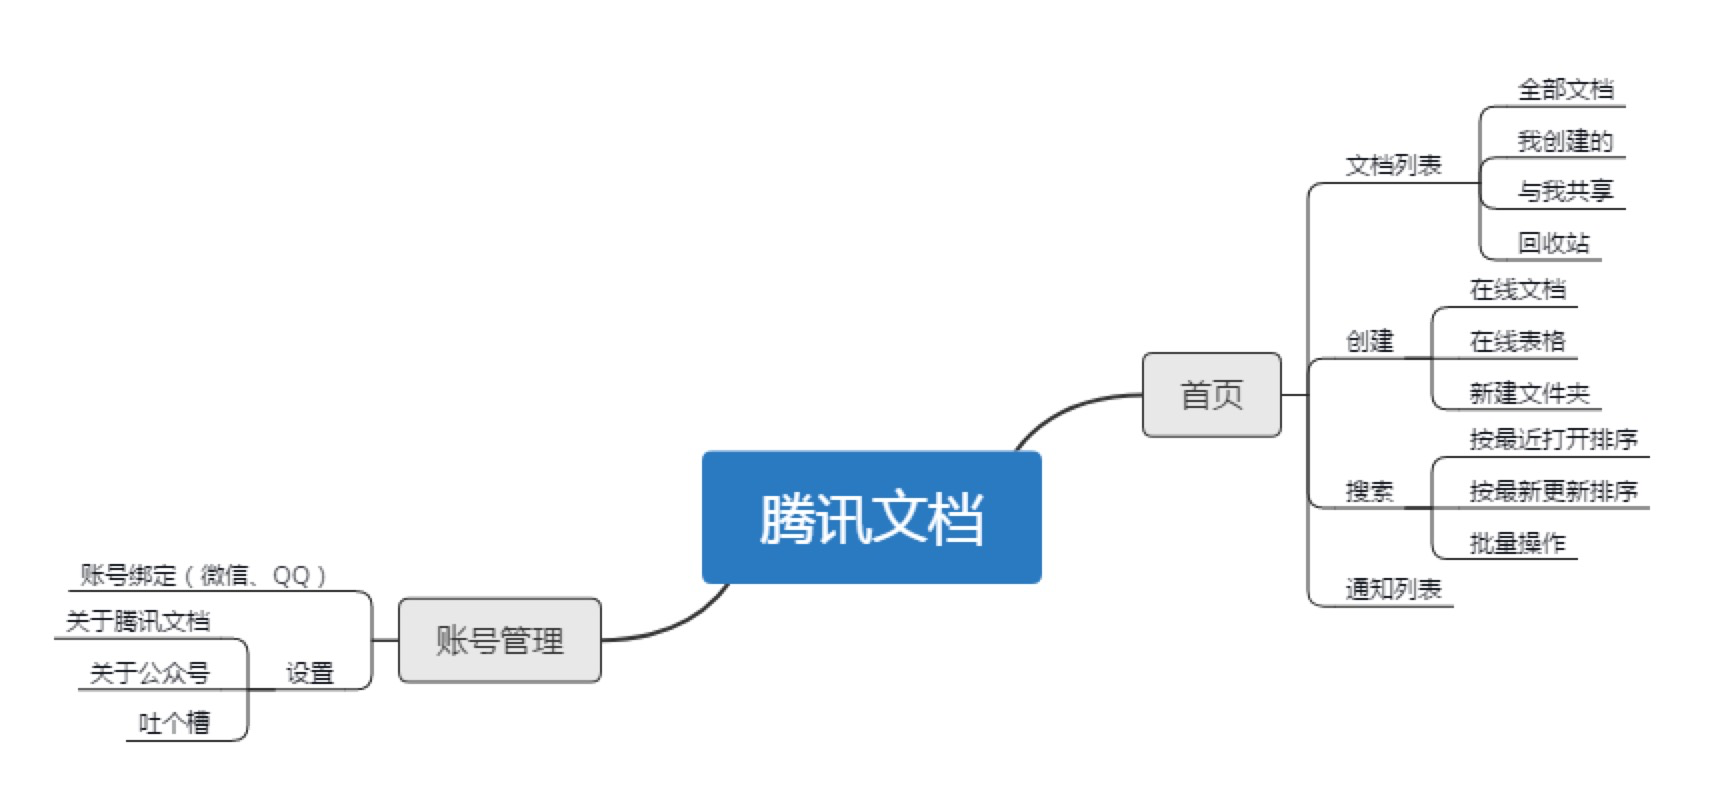 腾讯文档
首页
文档列表
全部文档
我创建的
与我共享
回收站
创建
在线文档
在线表格
新建文件夹
搜索
按最近打开排序
按最新更新排序
批量操作
通知列表
账号管理
账号绑定（微信、QQ）
设置
关于腾讯文档
关于公众号
吐个槽